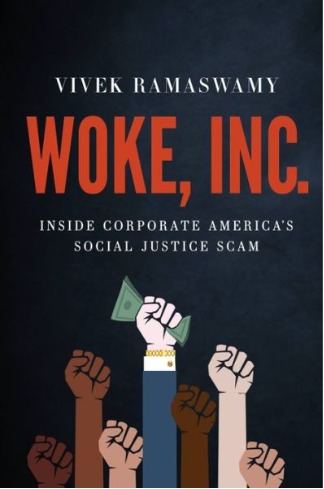 VIVEK RAMASWAMY
WOKE, INC.
INSIDE CORPORATE AMERICA'S
SOCIAL JUSTICE SCAM